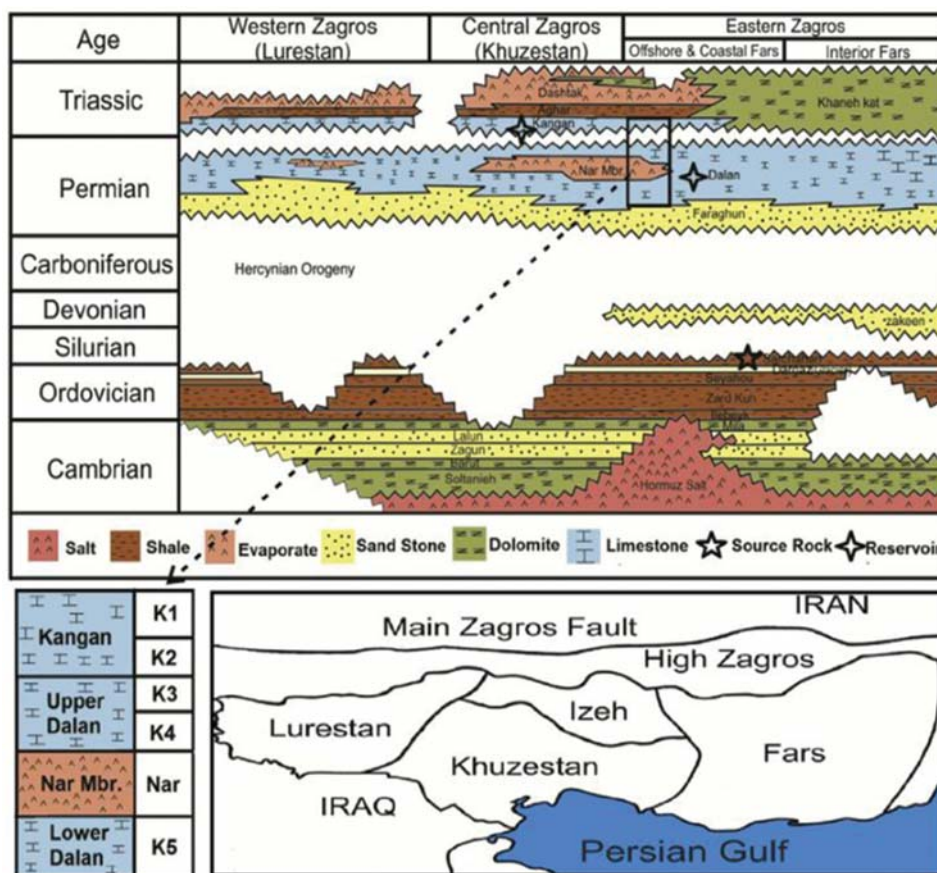 Age
Western Zagros
(Lurestan)
Central Zagros
(Khuzestan)
Eastern Zagros
Offshore & Coastal Fars
Interior Fars
Triassic
Dashtak
Aghar
Kangan
Khaneh kat
Permian
Nar Mbr.
Dalan
Faraghun
Carboniferous
Hercynian Orogeny
Devonian
zakeen
Silurian
Ordovician
Seyahou
Zard Kuh
Mila
Cambrian
Lalun
Zagun
Barut
Soltanieh
Hormuz Salt
Salt
Shale
Evaporate
Sand Stone
Dolomite
Limestone
Source Rock
Reservoir
Kangan
K1
K2
Upper
Dalan
K3
K4
Nar Mbr.
Nar
Lower
Dalan
K5
IRAN
Main Zagros Fault
High Zagros
Lurestan
Izeh
Khuzestan
Fars
IRAQ
Persian Gulf